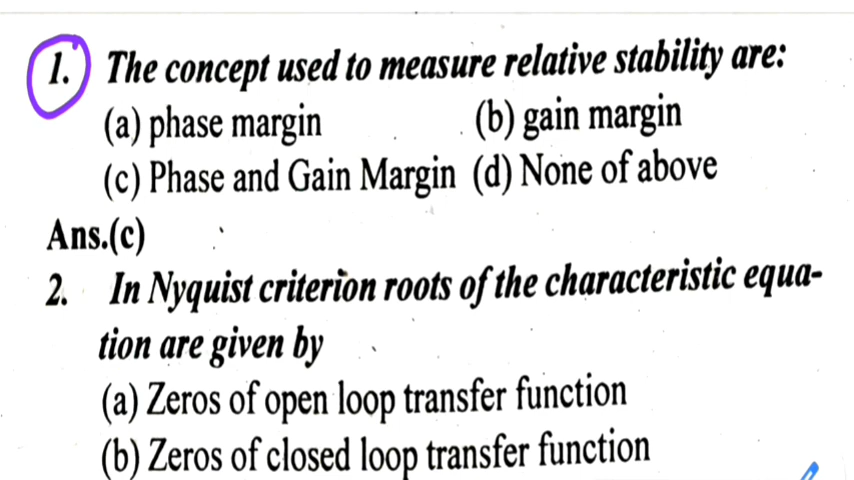 1. The concept used to measure relative stability are:
(a) phase margin (b) gain margin
(c) Phase and Gain Margin (d) None of above
Ans.(c)
2. In Nyquist criterion roots of the characteristic equa-
tion are given by
(a) Zeros of open loop transfer function
(b) Zeros of closed loop transfer function